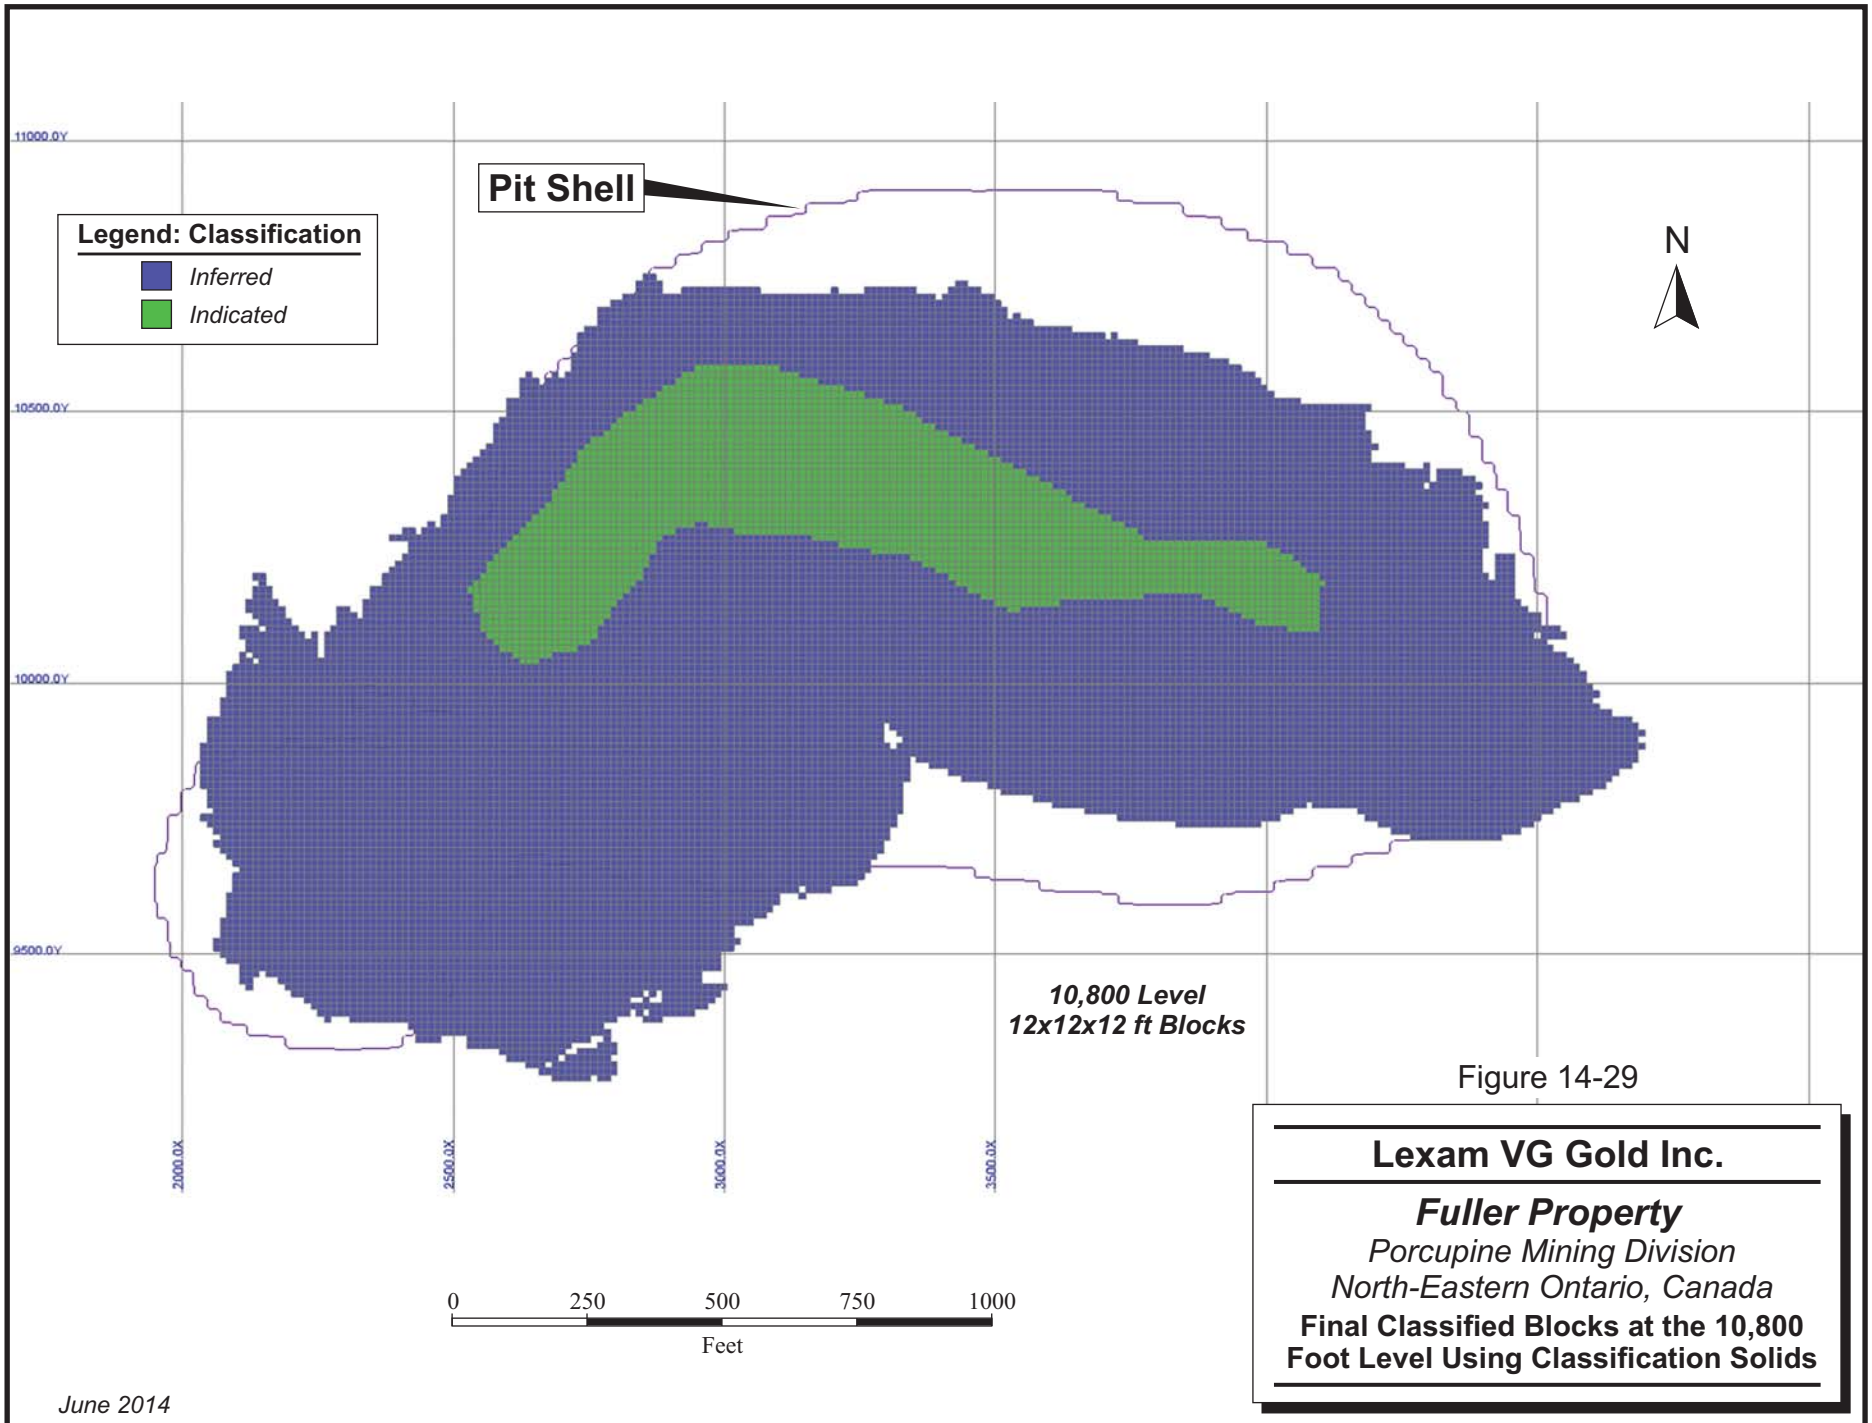 11000.0Y
Pit Shell
Legend: Classification
Inferred
Indicated
N
10500.0Y
10000.0Y
9500.0Y
10,800 Level
12x12x12 ft Blocks
2000.0X
2500.0X
3000.0X
3500.0X
Figure 14-29
Lexam VG Gold Inc.
Fuller Property
Porcupine Mining Division
North-Eastern Ontario, Canada
Final Classified Blocks at the 10,800
Foot Level Using Classification Solids
0 250 500 750 1000
Feet
June 2014